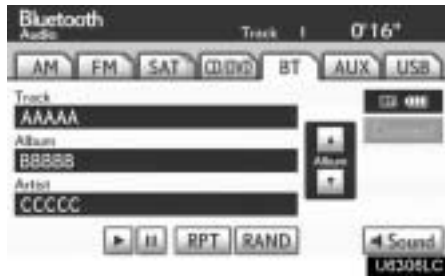 Bluetooth
Audio
Track 1 0'16"
AM FM SAT CD/DVD BT AUX USB
Track
AAAAA
Album
BBBBB
Artist
CCCCC
Album
RPT RAND
Sound
U6306LC